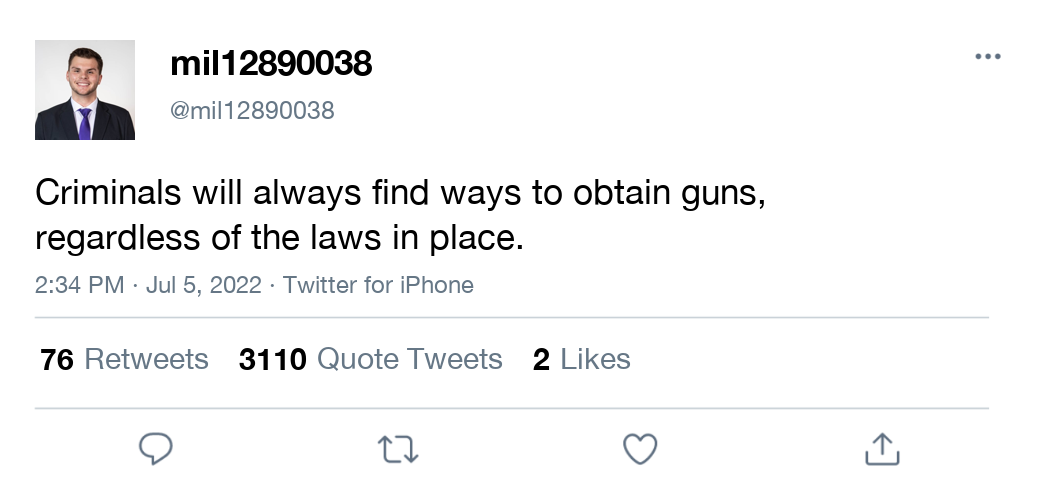 mil12890038
@mil12890038
Criminals will always find ways to obtain guns,
regardless of the laws in place.
2:34 PM · Jul 5, 2022 · Twitter for iPhone
76 Retweets 3110 Quote Tweets 2 Likes